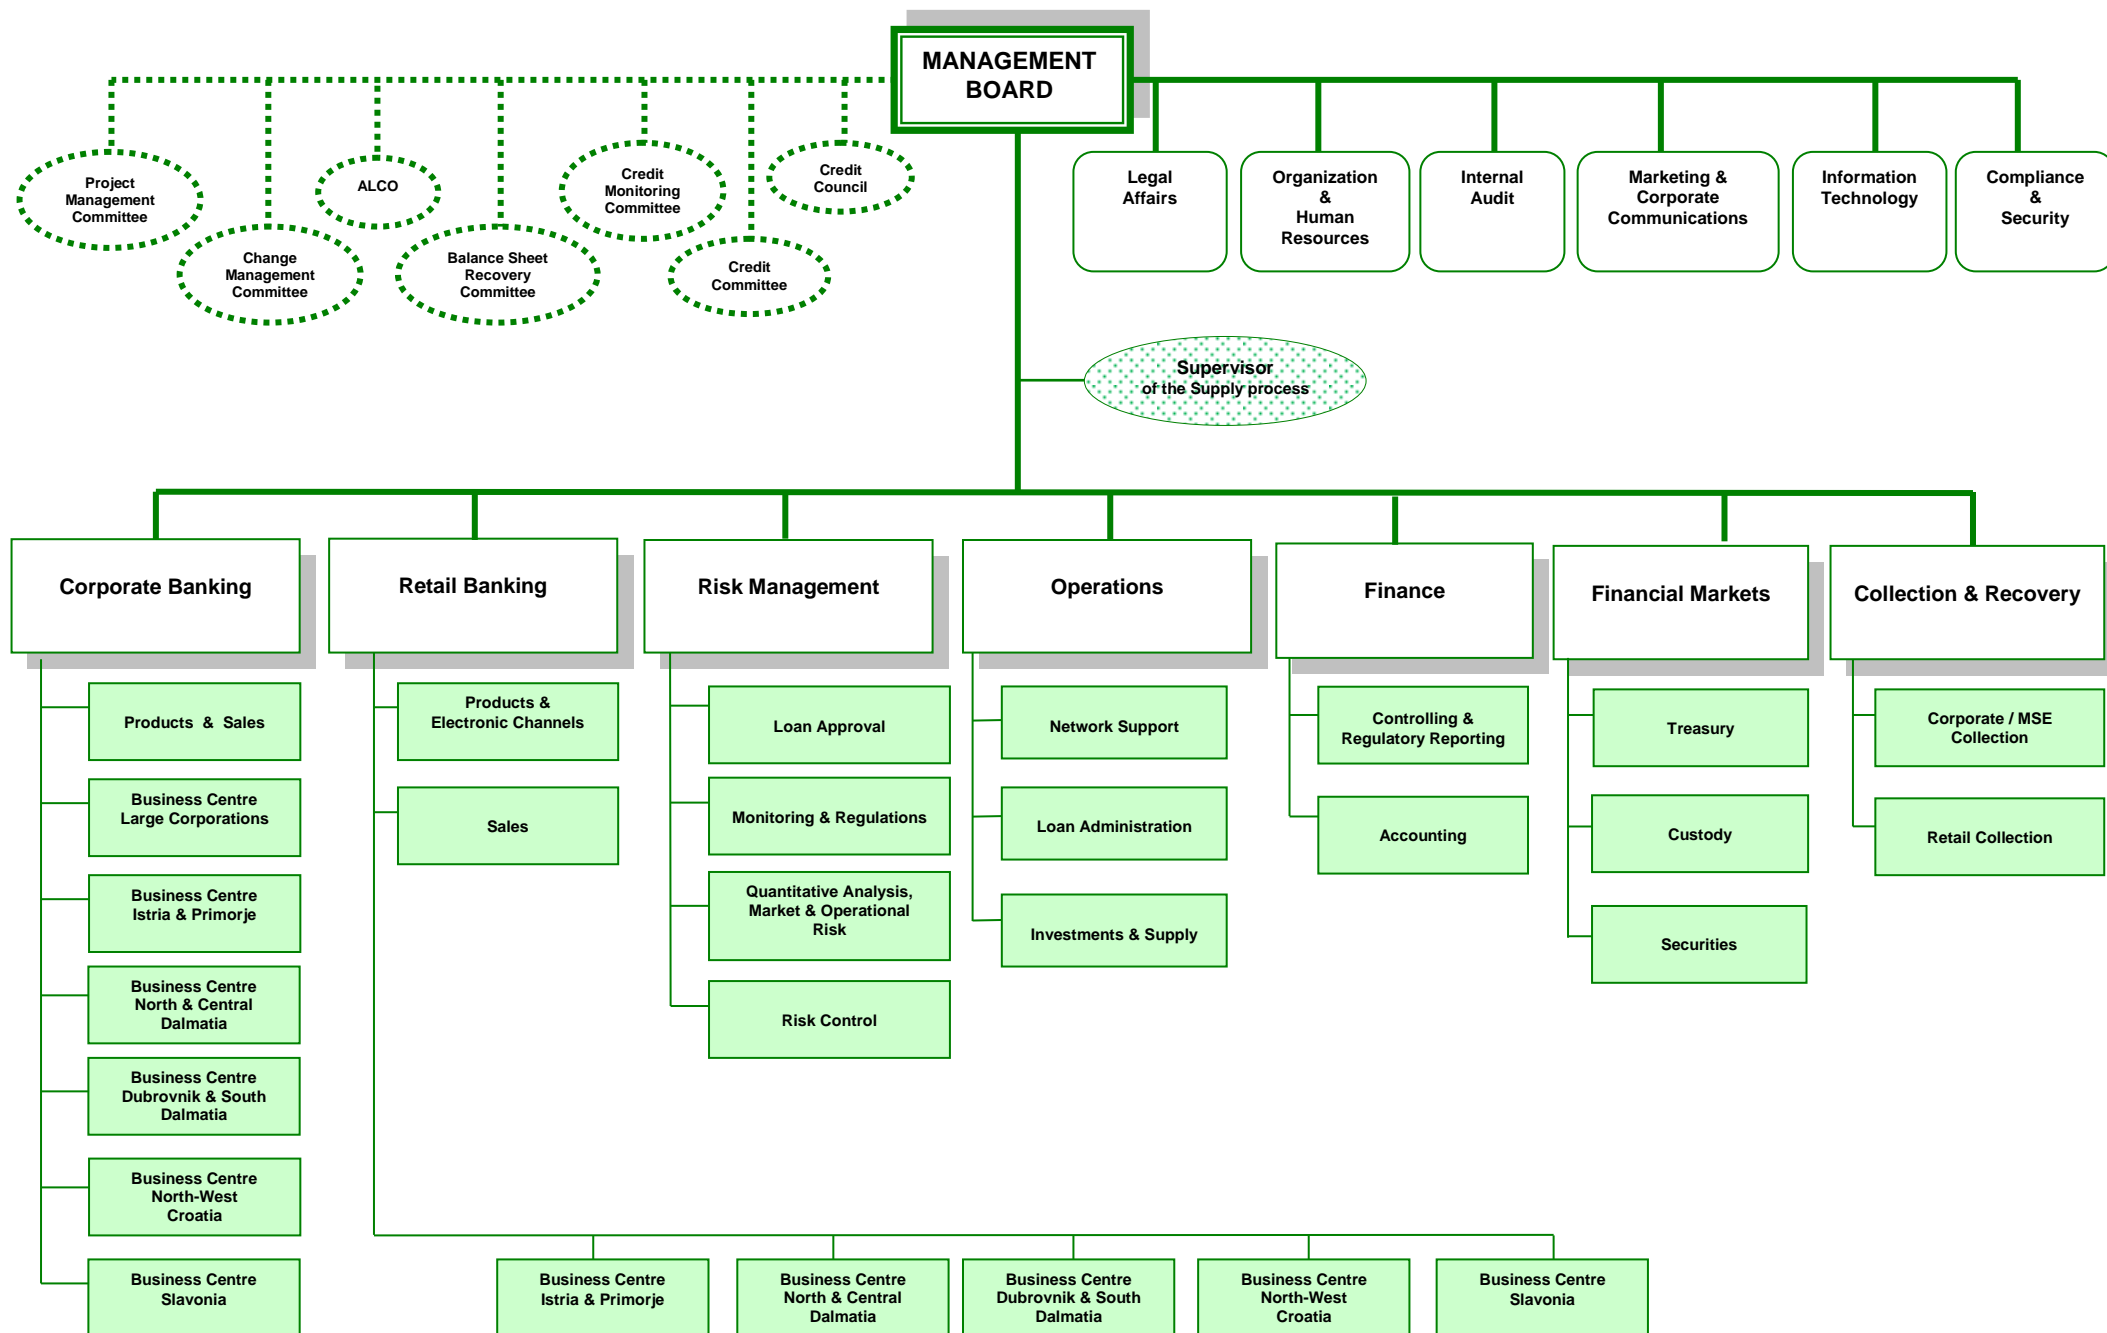 MANAGEMENT
BOARD
Project
Management
Committee
Change
Management
Committee
ALCO
Balance Sheet
Recovery
Committee
Credit
Monitoring
Committee
Credit
Committee
Credit
Council
Legal
Affairs
Organization
&
Human
Resources
Internal
Audit
Marketing &
Corporate
Communications
Information
Technology
Compliance
&
Security
Supervisor
of the Supply process
Corporate Banking
Products & Sales
Business Centre
Large Corporations
Business Centre
Istria & Primorje
Business Centre
North & Central
Dalmatia
Business Centre
Dubrovnik & South
Dalmatia
Business Centre
North-West
Croatia
Business Centre
Slavonia
Retail Banking
Products &
Electronic Channels
Sales
Business Centre
Istria & Primorje
Business Centre
North & Central
Dalmatia
Business Centre
Dubrovnik & South
Dalmatia
Business Centre
North-West
Croatia
Business Centre
Slavonia
Risk Management
Loan Approval
Monitoring & Regulations
Quantitative Analysis,
Market & Operational
Risk
Risk Control
Operations
Network Support
Loan Administration
Investments & Supply
Finance
Controlling &
Regulatory Reporting
Accounting
Financial Markets
Treasury
Custody
Securities
Collection & Recovery
Corporate / MSE
Collection
Retail Collection